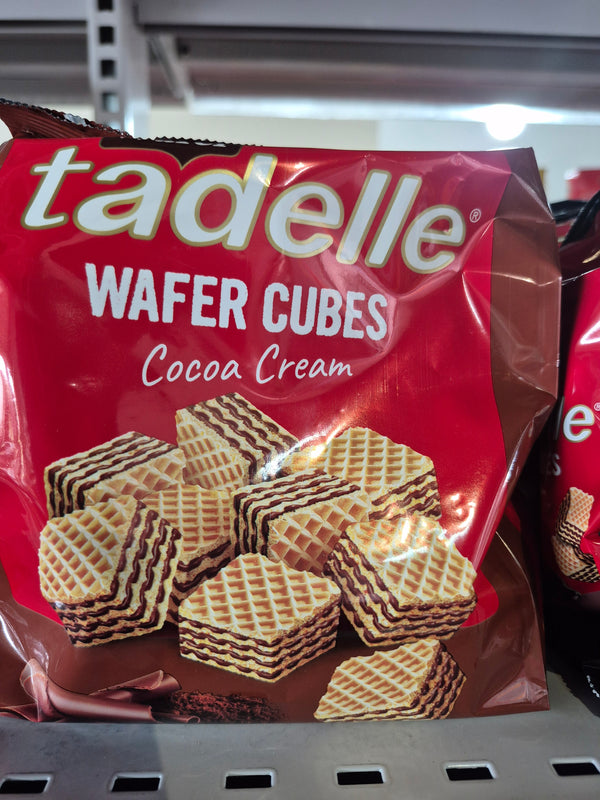 tadelle®
WAFER CUBES
Cocoa Cream
e®